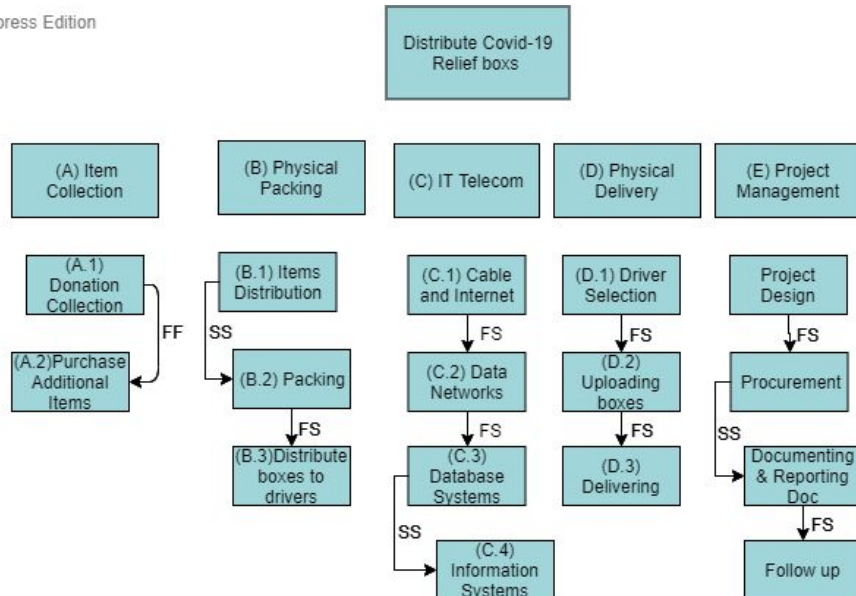 press Edition
Distribute Covid-19
Relief boxs
(A) Item
Collection
(B) Physical
Packing
(C) IT Telecom
(D) Physical
Delivery
(E) Project
Management
(A.1)
Donation
Collection
FF
(A.2)Purchase
Additional
Items
(B.1) Items
Distribution
SS
(B.2) Packing
FS
(B.3)Distribute
boxes to
drivers
(C.1) Cable
and Internet
FS
(C.2) Data
Networks
FS
(C.3)
Database
Systems
SS
(C.4)
Information
Systems
(D.1) Driver
Selection
FS
(D.2)
Uploading
boxes
FS
(D.3)
Delivering
Project
Design
FS
Procurement
SS
Documenting
& Reporting
Doc
FS
Follow up